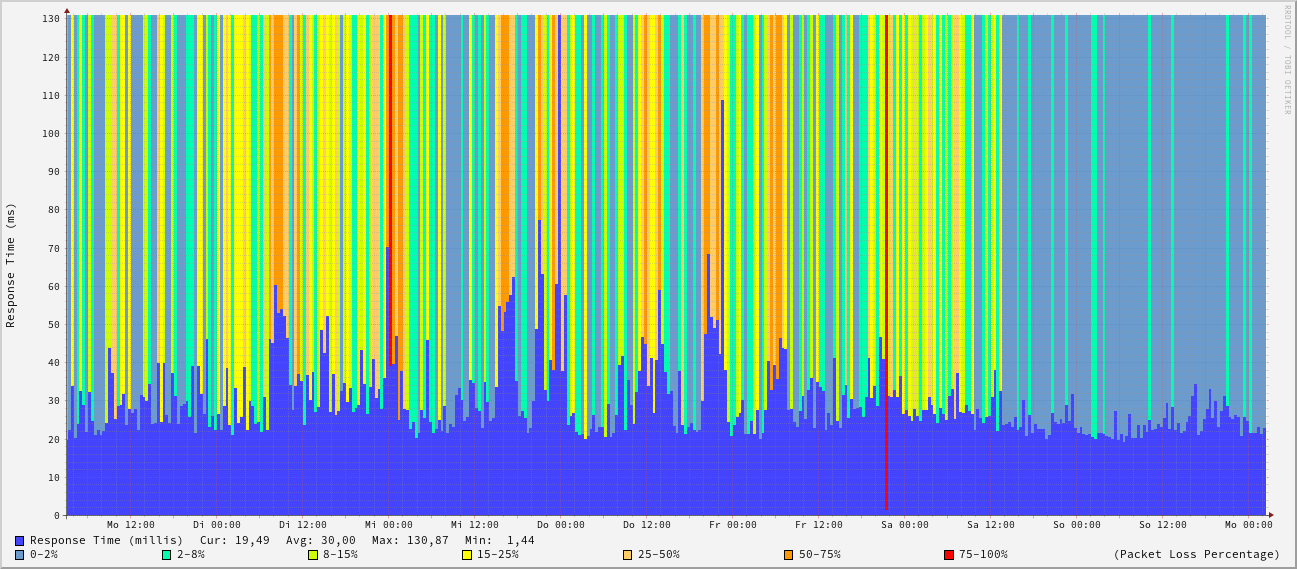 RRDTOOL / TOBI OETIKER
Response Time (ms)
130
120
110
100
90
80
70
60
50
40
30
20
10
0
Mo 12:00 Di 00:00 Di 12:00 Mi 00:00 Mi 12:00 Do 00:00 Do 12:00 Fr 00:00 Fr 12:00 Sa 00:00 Sa 12:00 So 00:00 So 12:00 Mo 00:00
Response Time (millis) Cur: 19,49 Avg: 30,00 Max: 130,87 Min: 1,44
0-2% 2-8% 8-15% 15-25% 25-50% 50-75% 75-100% (Packet Loss Percentage)